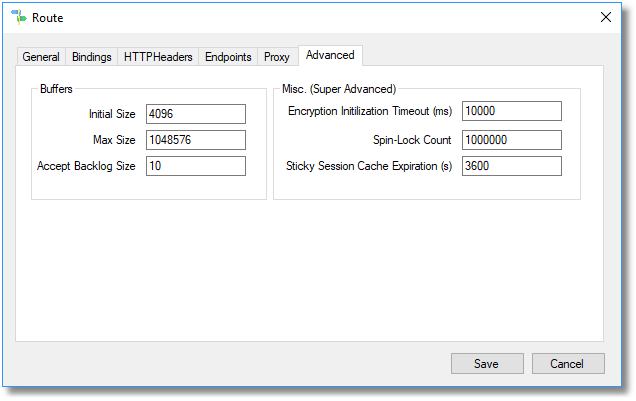 Route
General Bindings HTTPHeaders Endpoints Proxy Advanced
Buffers
Initial Size 4096
Max Size 1048576
Accept Backlog Size 10
Misc. (Super Advanced)
Encryption Initilization Timeout (ms) 10000
Spin-Lock Count 1000000
Sticky Session Cache Expiration (s) 3600
Save Cancel